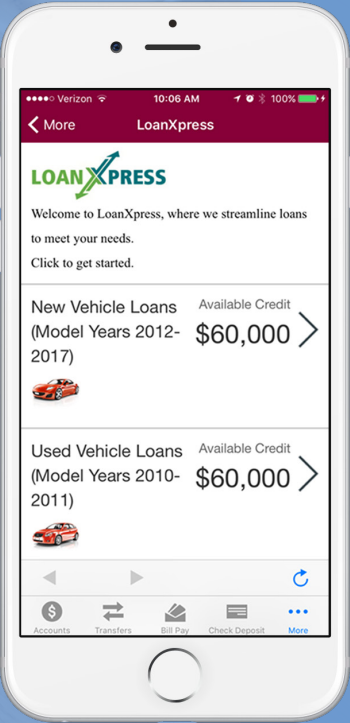 Verizon 10:06 AM 100%
More LoanXpress
LOAN XPRESS
Welcome to LoanXpress, where we streamline loans
to meet your needs.
Click to get started.
New Vehicle Loans
(Model Years 2012-
2017)
Available Credit
$60,000
Used Vehicle Loans
(Model Years 2010-
2011)
Available Credit
$60,000
Accounts Transfers Bill Pay Check Deposit More